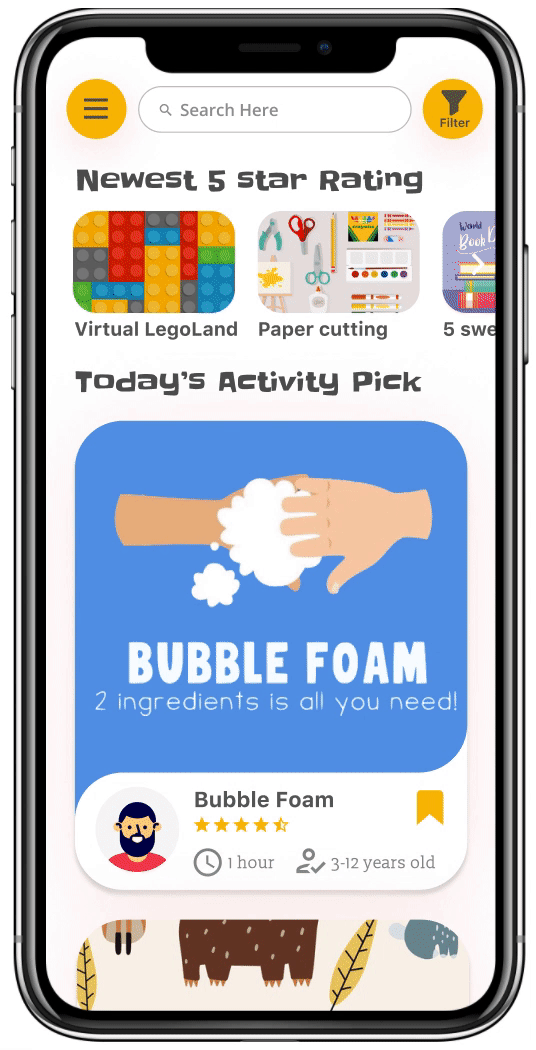 Search Here
Filter
Newest 5 star Rating
World
Book D
crayons
Virtual LegoLand
Paper cutting
5 swe
Today's Activity Pick
BUBBLE FOAM
2 ingredients is all you need!
Bubble Foam
1 hour
3-12 years old